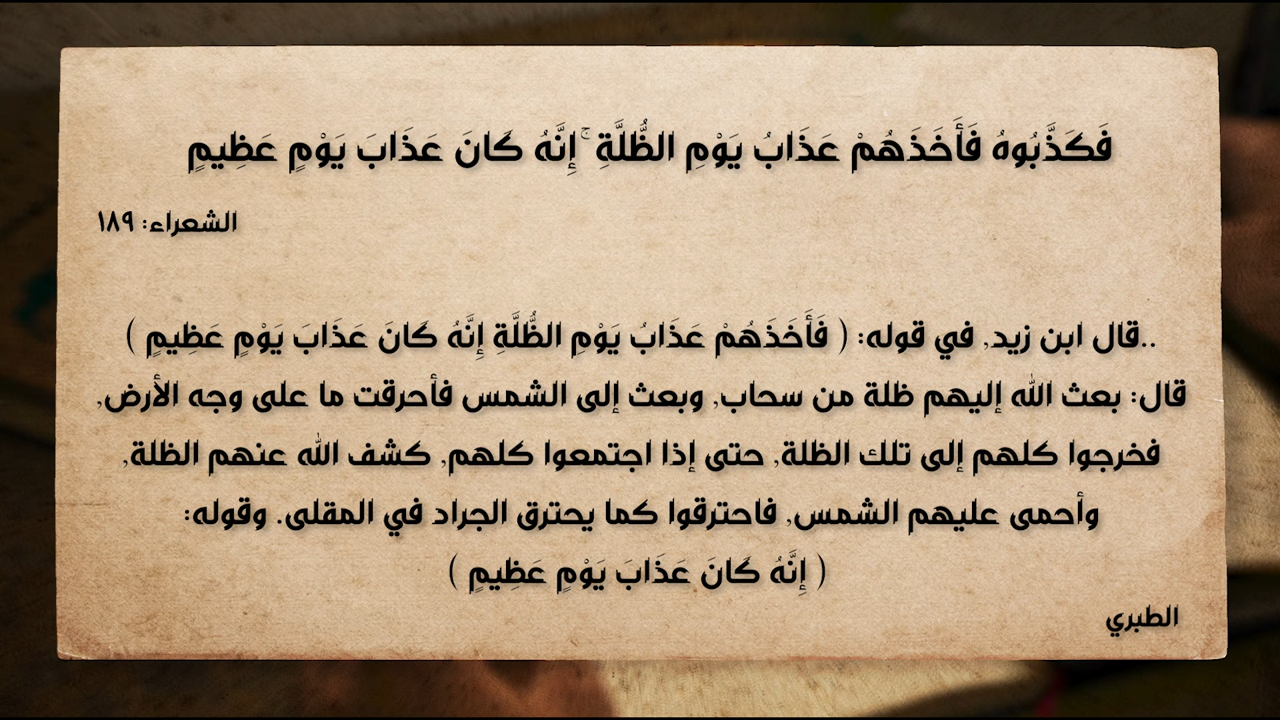 فَكَذَّبُوهُ فَأَخَذَهُمْ عَذَابُ يَوْمِ الظُّلَّةِ ۚ إِنَّهُ كَانَ عَذَابَ يَوْمٍ عَظِيمٍ
الشعراء: ١٨٩
..قال ابن زيد, في قوله: ( فَأَخَذَهُمْ عَذَابُ يَوْمِ الظُّلَّةِ إِنَّهُ كَانَ عَذَابَ يَوْمٍ عَظِيمٍ )
قال: بعث الله إليهم ظلة من سحاب, وبعث إلى الشمس فأحرقت ما على وجه الأرض,
فخرجوا كلهم إلى تلك الظلة, حتى إذا اجتمعوا كلهم, كشف الله عنهم الظلة,
وأحمى عليهم الشمس, فاحترقوا كما يحترق الجراد في المقلى. وقوله:
( إِنَّهُ كَانَ عَذَابَ يَوْمٍ عَظِيمٍ )
الطبري